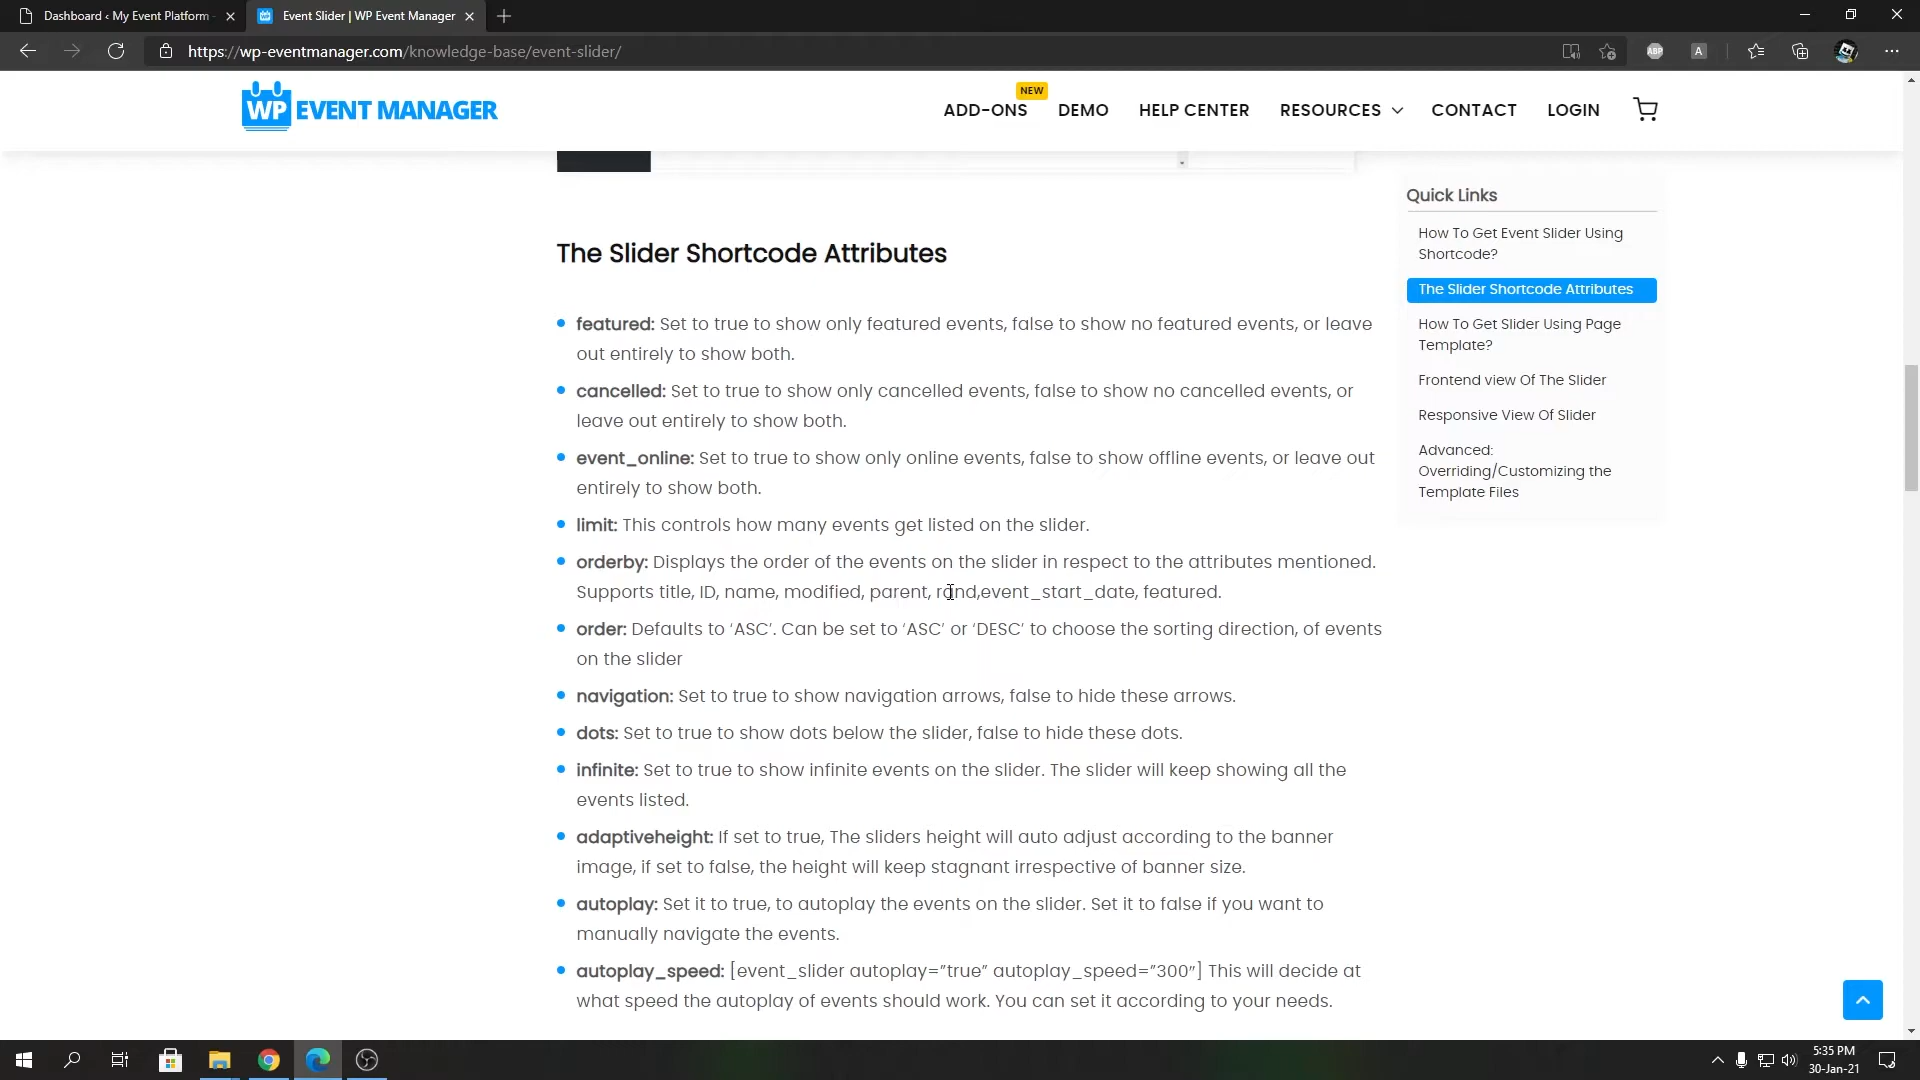 Dashboard ‹ My Event Platform
Event Slider | WP Event Manager
https://wp-eventmanager.com/knowledge-base/event-slider/
ABP
A
WP EVENT MANAGER
ADD-ONS
NEW
DEMO
HELP CENTER
RESOURCES
CONTACT
LOGIN
The Slider Shortcode Attributes
featured: Set to true to show only featured events, false to show no featured events, or leave
out entirely to show both.
cancelled: Set to true to show only cancelled events, false to show no cancelled events, or
leave out entirely to show both.
event_online: Set to true to show only online events, false to show offline events, or leave out
entirely to show both.
limit: This controls how many events get listed on the slider.
orderby: Displays the order of the events on the slider in respect to the attributes mentioned.
Supports title, ID, name, modified, parent, rand,event_start_date, featured.
order: Defaults to ‘ASC’. Can be set to ‘ASC’ or ‘DESC’ to choose the sorting direction, of events
on the slider
navigation: Set to true to show navigation arrows, false to hide these arrows.
dots: Set to true to show dots below the slider, false to hide these dots.
infinite: Set to true to show infinite events on the slider. The slider will keep showing all the
events listed.
adaptiveheight: If set to true, The sliders height will auto adjust according to the banner
image, if set to false, the height will keep stagnant irrespective of banner size.
autoplay: Set it to true, to autoplay the events on the slider. Set it to false if you want to
manually navigate the events.
autoplay_speed: [event_slider autoplay=”true” autoplay_speed=”300″] This will decide at
what speed the autoplay of events should work. You can set it according to your needs.
Quick Links
How To Get Event Slider Using
Shortcode?
The Slider Shortcode Attributes
How To Get Slider Using Page
Template?
Frontend view Of The Slider
Responsive View Of Slider
Advanced:
Overriding/Customizing the
Template Files
5:35 PM
30-Jan-21